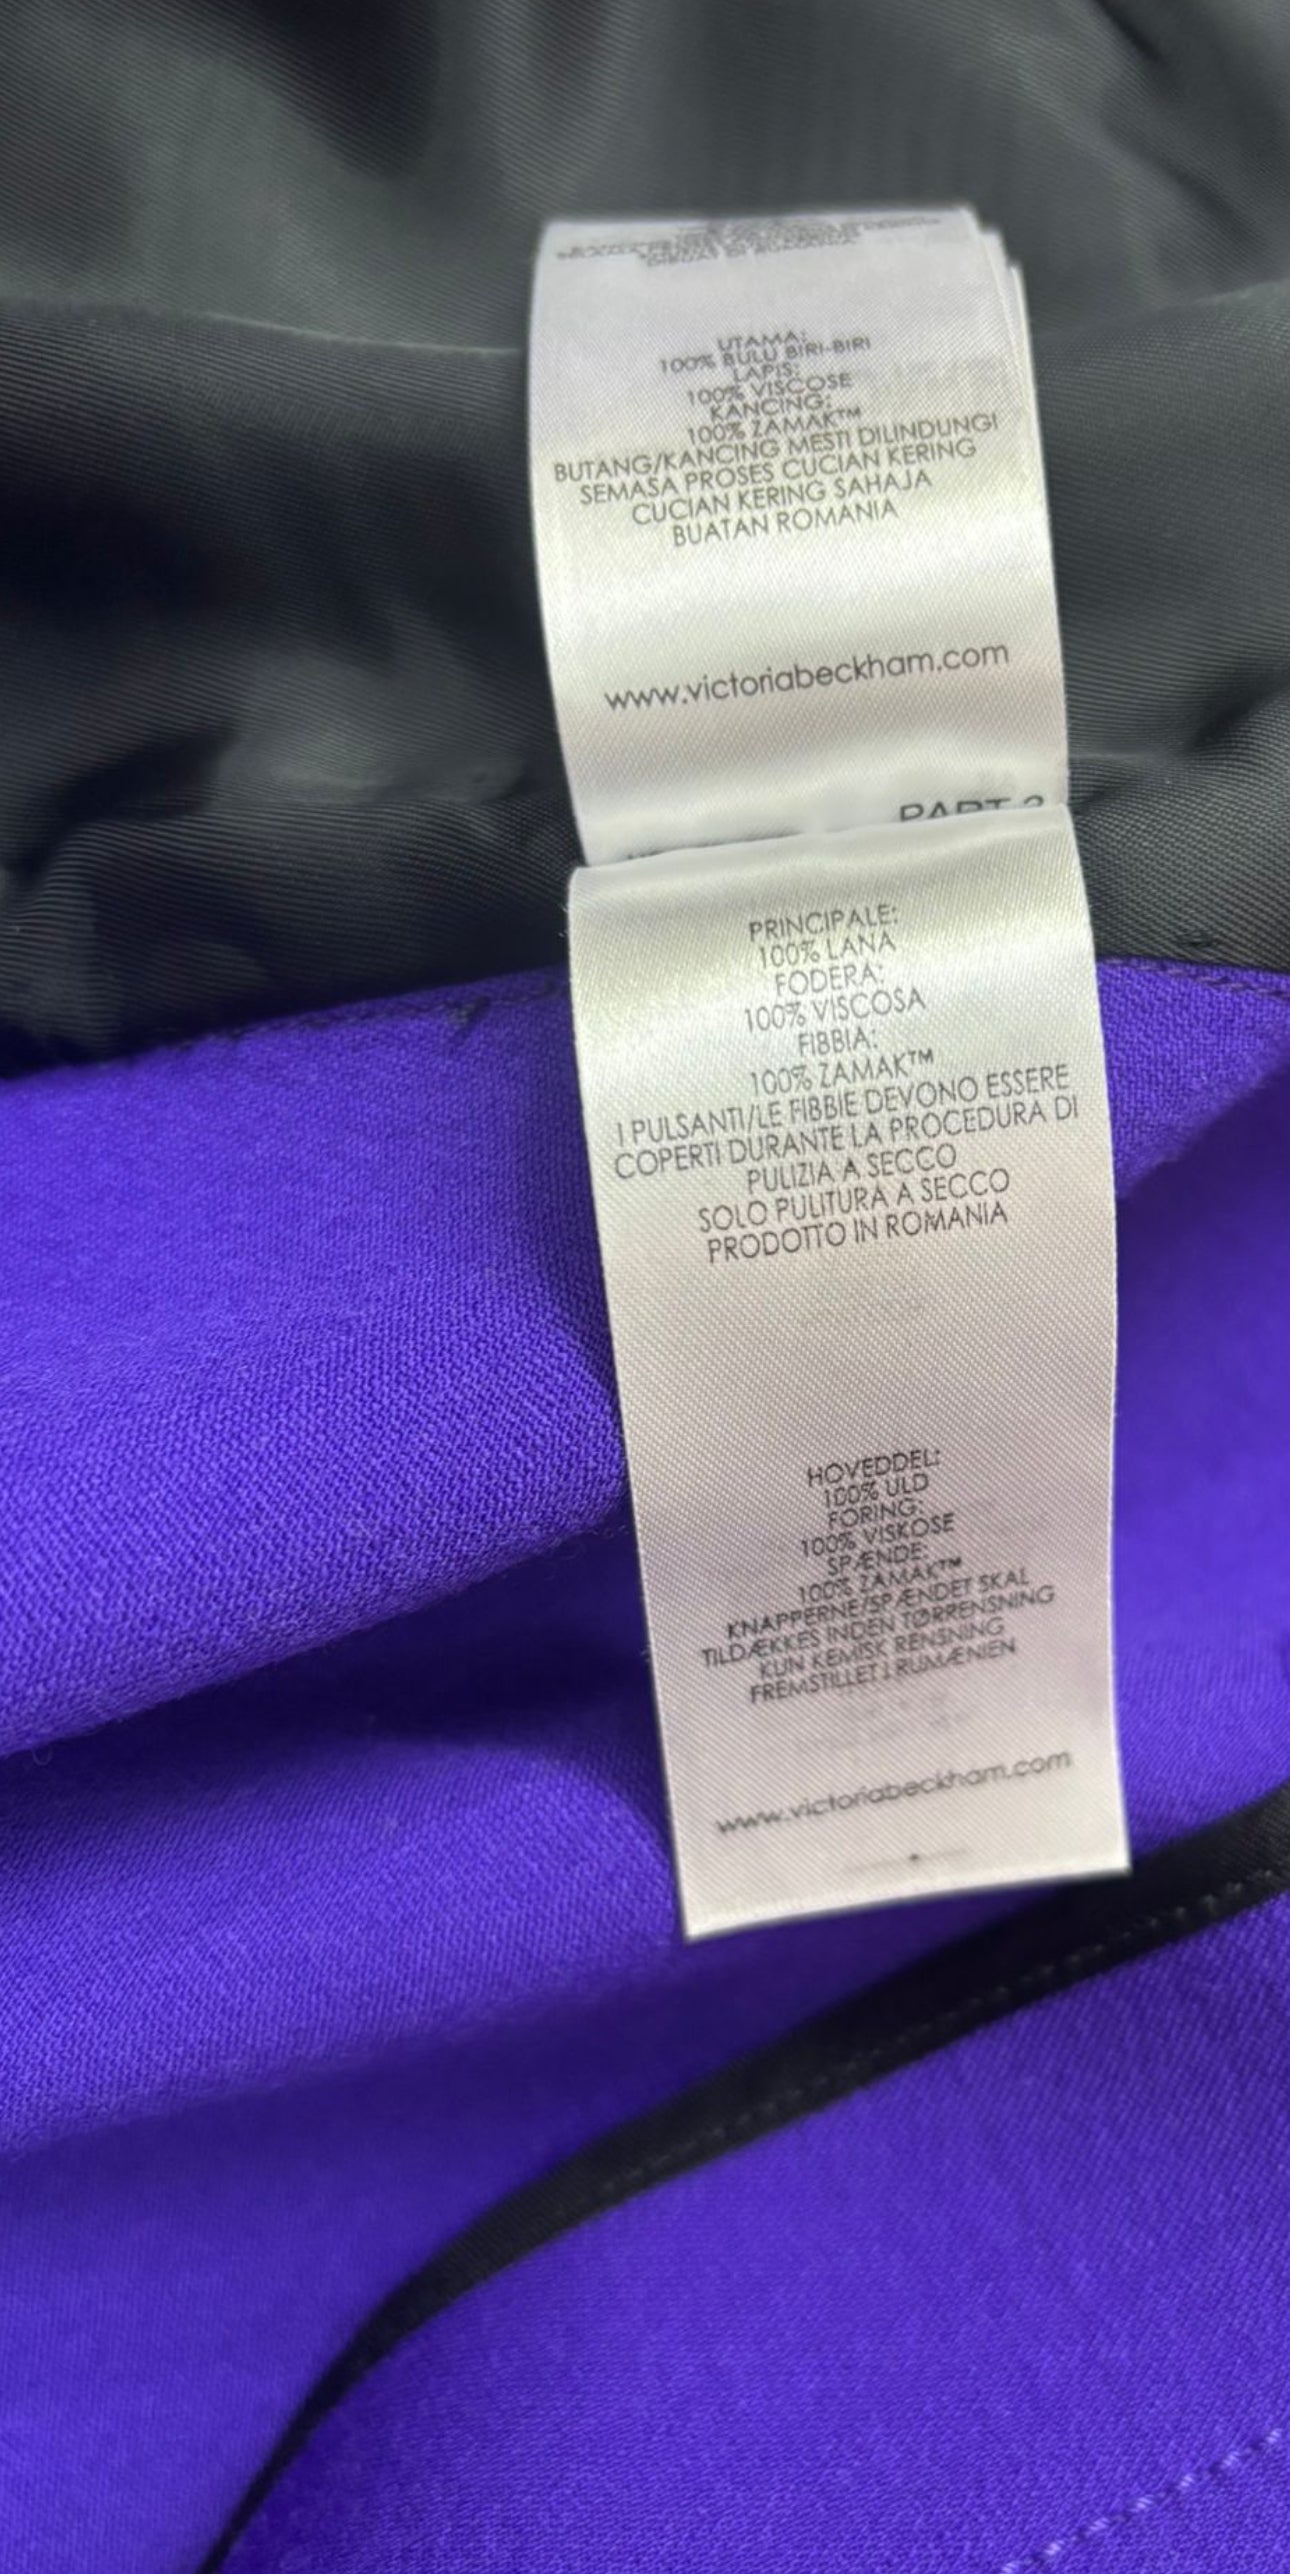 UTAMA:
100% BULU BIRI-BIRI
LAPIS:
100% VISCOSE
KANCING:
100% ZAMAK™
BUTANG/KANCING MESTI DILINDUNGI
SEMASA PROSES CUCIAN KERING
CUCIAN KERING SAHAJA
BUATAN ROMANIA
www.victoriabeckham.com
PART
PRINCIPALE:
100% LANA
FODERA:
100% VISCOSA
FIBBIA:
100% ZAMAK™
I PULSANTI/LE FIBBIE DEVONO ESSERE
COPERTI DURANTE LA PROCEDURA DI
PULIZIA A SECCO
SOLO PULITURA A SECCO
PRODOTTO IN ROMANIA
HOVEDDEL:
100% ULD
FORING:
100% VISKOSE
SPÆNDE:
100% ZAMAK™
KNAPPERNE/SPÆNDET SKAL
TILDÆKKES INDEN TØRRENSNING
KUN KEMISK RENSNING
FREMSTILLET I RUMÆNIEN
www.victoriabeckham.com